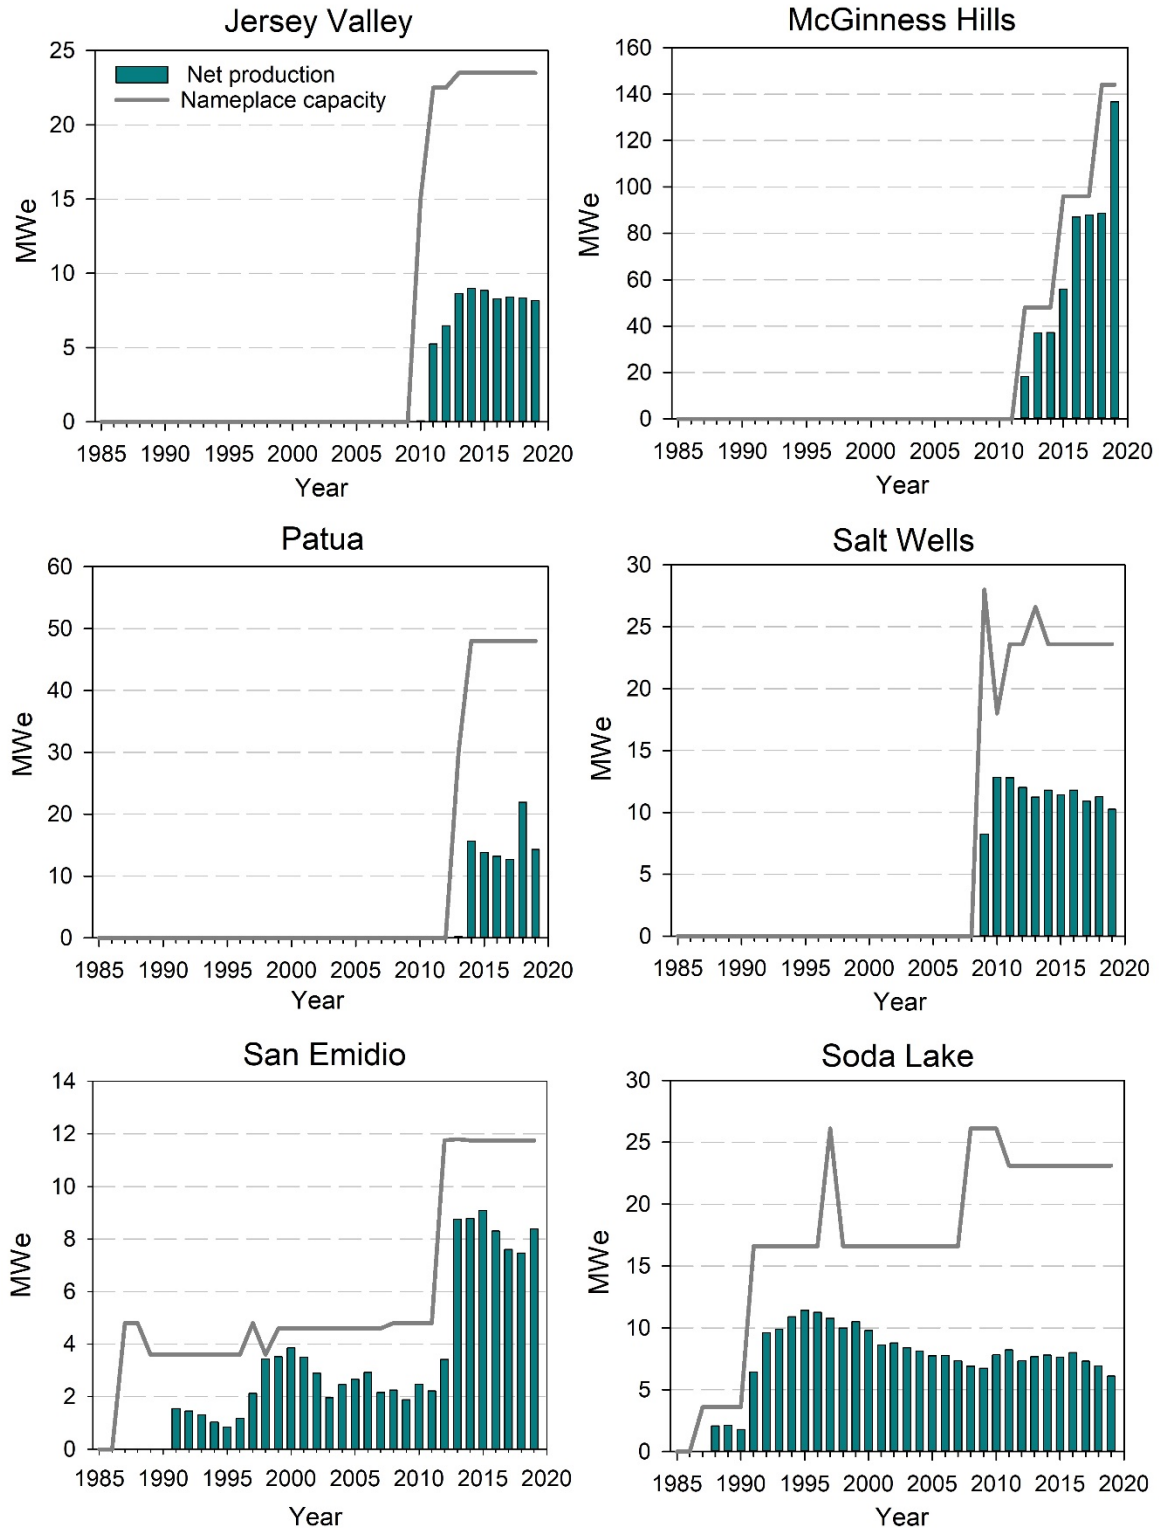 Jersey Valley
25
20
15
10
5
0
MWe
Net production
Nameplace capacity
1985 1990 1995 2000 2005 2010 2015 2020
Year
McGinness Hills
160
140
120
100
80
60
40
20
0
MWe
1985 1990 1995 2000 2005 2010 2015 2020
Year
Patua
60
50
40
30
20
10
0
MWe
1985 1990 1995 2000 2005 2010 2015 2020
Year
Salt Wells
30
25
20
15
10
5
0
MWe
1985 1990 1995 2000 2005 2010 2015 2020
Year
San Emidio
14
12
10
8
6
4
2
0
MWe
1985 1990 1995 2000 2005 2010 2015 2020
Year
Soda Lake
30
25
20
15
10
5
0
MWe
1985 1990 1995 2000 2005 2010 2015 2020
Year